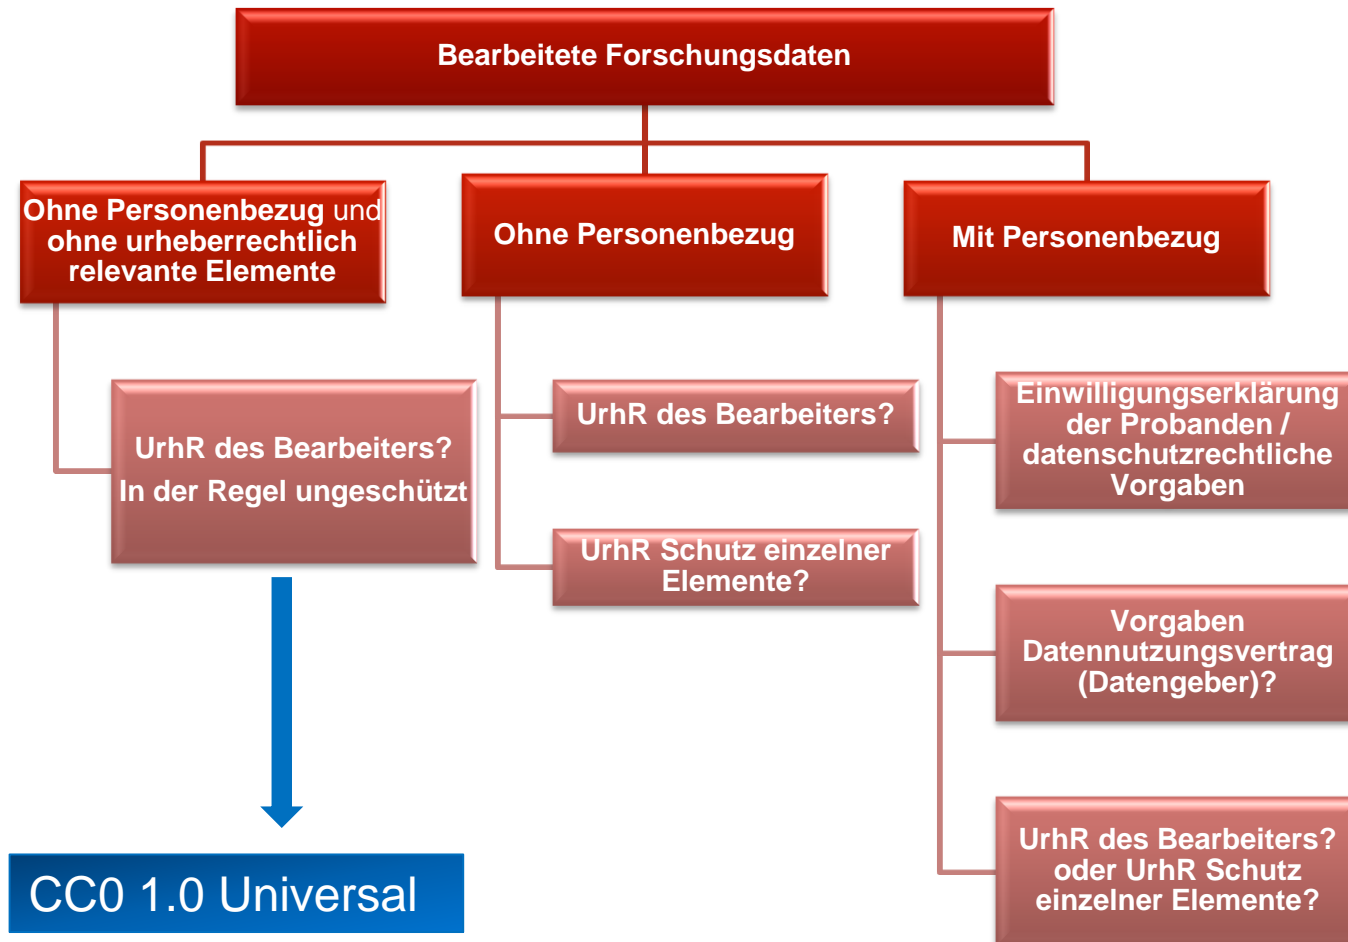 Bearbeitete Forschungsdaten
Ohne Personenbezug und
ohne urheberrechtlich
relevante Elemente
Ohne Personenbezug
Mit Personenbezug
UrhR des Bearbeiters?
In der Regel ungeschützt
UrhR des Bearbeiters?
UrhR Schutz einzelner
Elemente?
Einwilligungserklärung
der Probanden /
datenschutzrechtliche
Vorgaben
Vorgaben
Datennutzungsvertrag
(Datengeber)?
UrhR des Bearbeiters?
oder UrhR Schutz
einzelner Elemente?
CC0 1.0 Universal